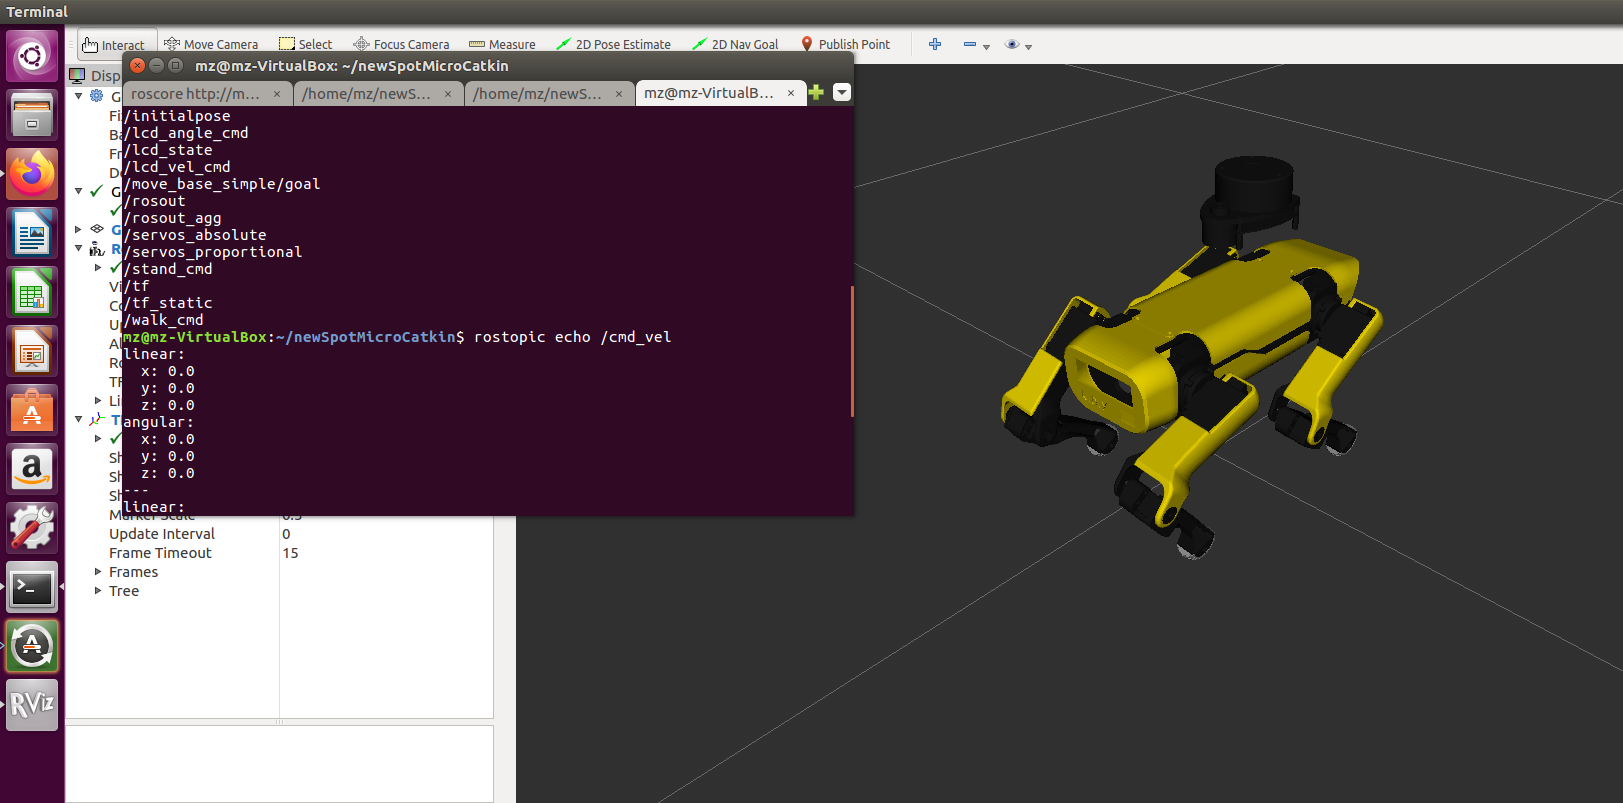 Terminal
Interact
Move Camera
Select
Focus Camera
Measure
2D Pose Estimate
2D Nav Goal
Publish Point
mz@mz-VirtualBox: ~/newSpotMicroCatkin
Disp
roscore http://m...
/home/mz/newS...
/home/mz/newS...
mz@mz-VirtualB...
/initialpose
/lcd_angle_cmd
/lcd_state
/lcd_vel_cmd
/move_base_simple/goal
/rosout
/rosout_agg
/servos_absolute
/servos_proportional
/stand_cmd
/tf
/tf_static
/walk_cmd
mz@mz-VirtualBox:~/newSpotMicroCatkin$ rostopic echo /cmd_vel
linear:
x: 0.0
y: 0.0
z: 0.0
angular:
x: 0.0
y: 0.0
z: 0.0
---
linear:
Marker Scale 0.5
Update Interval 0
Frame Timeout 15
Frames
Tree
RViz